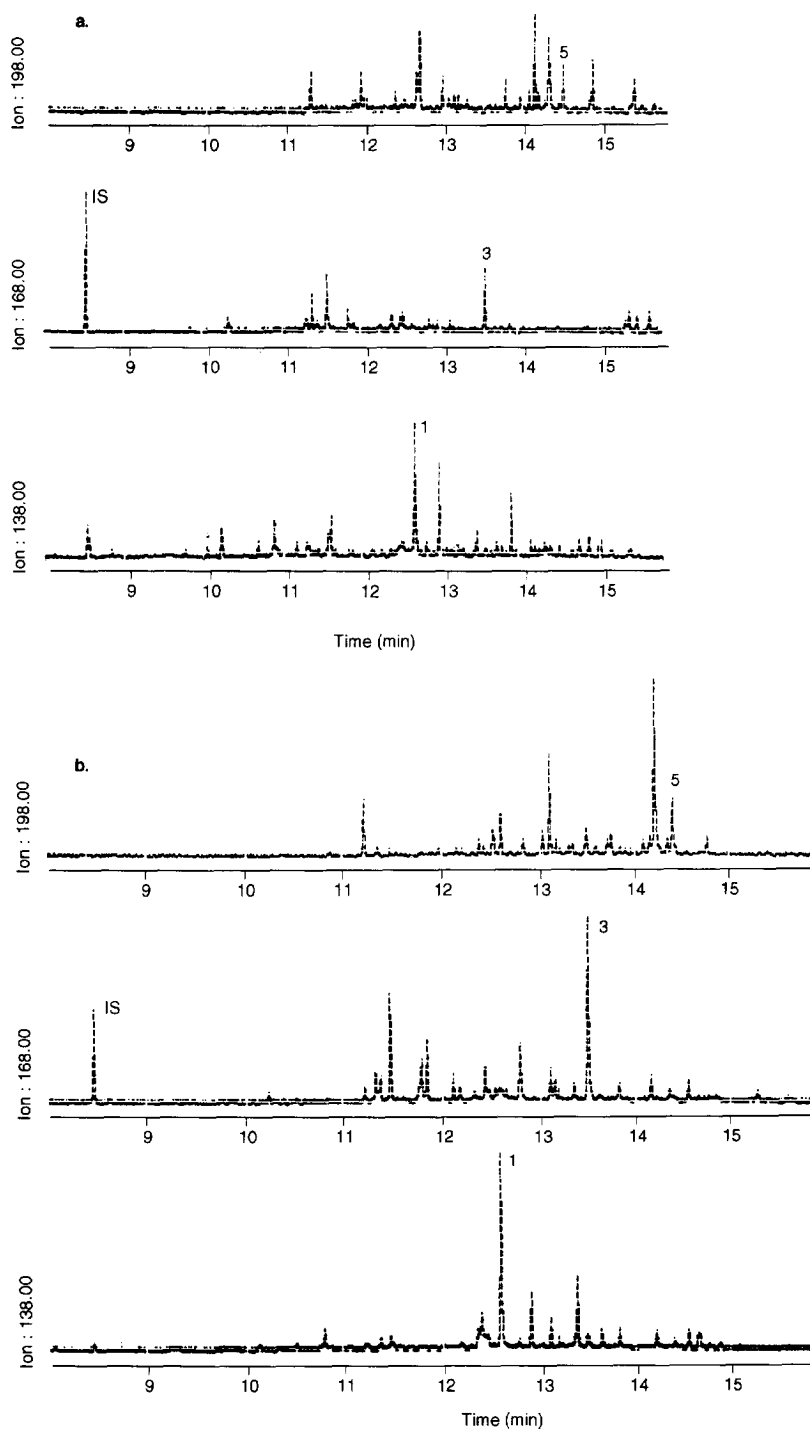 a.
Ion : 198.00
5
9 10 11 12 13 14 15
Ion : 168.00
IS
3
9 10 11 12 13 14 15
Ion : 138.00
1
9 10 11 12 13 14 15
Time (min)
b.
Ion : 198.00
5
9 10 11 12 13 14 15
Ion : 168.00
IS
3
9 10 11 12 13 14 15
Ion : 138.00
1
9 10 11 12 13 14 15
Time (min)